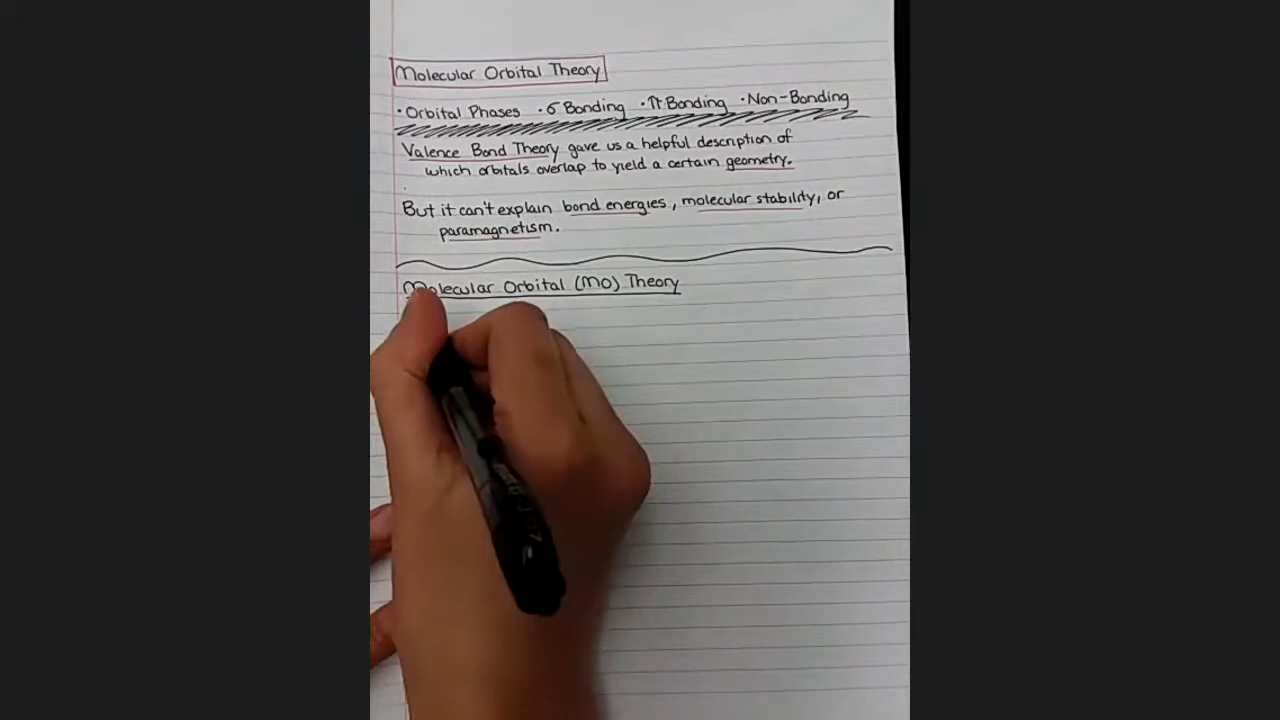 Molecular Orbital Theory
· Orbital Phases · σ Bonding · π Bonding · Non-Bonding
Valence Bond Theory gave us a helpful description of
which orbitals overlap to yield a certain geometry.
But it can't explain bond energies, molecular stability, or
paramagnetism.
Molecular Orbital (MO) Theory